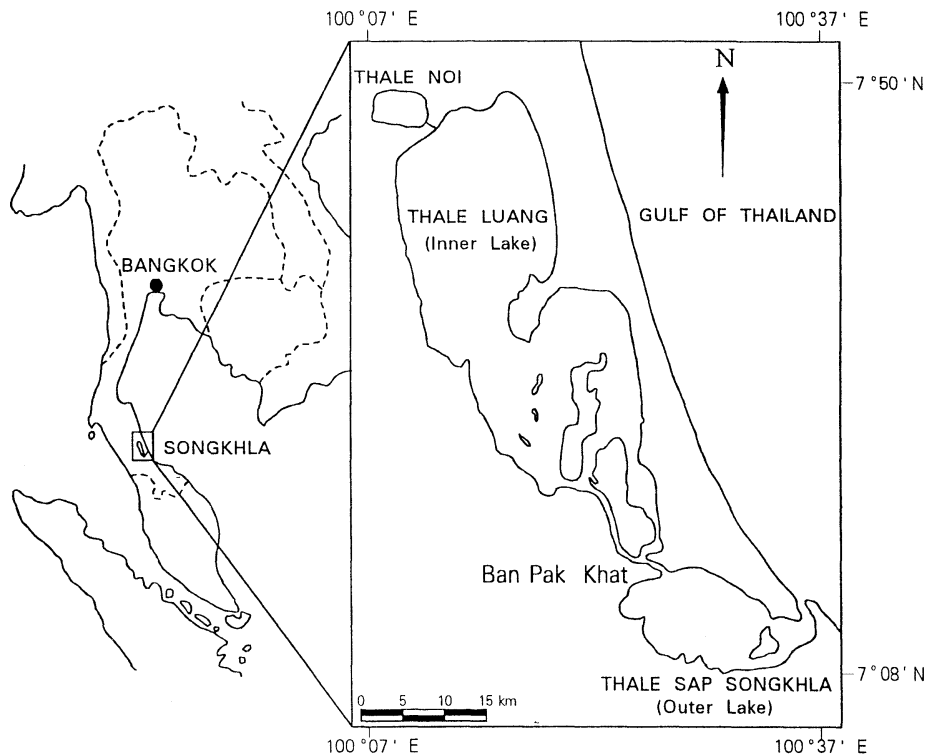 100°07' E
100°37' E
THALE NOI
N
7°50' N
THALE LUANG
(Inner Lake)
GULF OF THAILAND
BANGKOK
SONGKHLA
Ban Pak Khat
THALE SAP SONGKHLA
(Outer Lake)
7°08' N
0 5 10 15 km
100°07' E
100°37' E